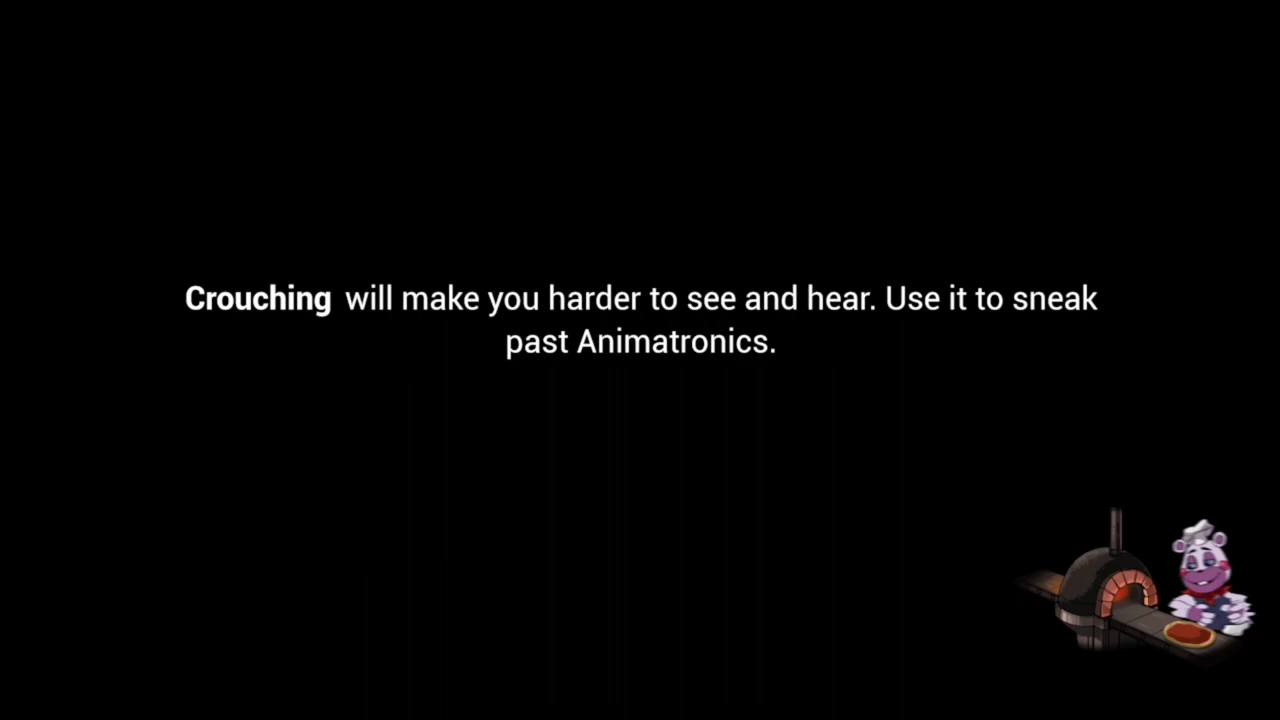 Crouching will make you harder to see and hear. Use it to sneak
past Animatronics.